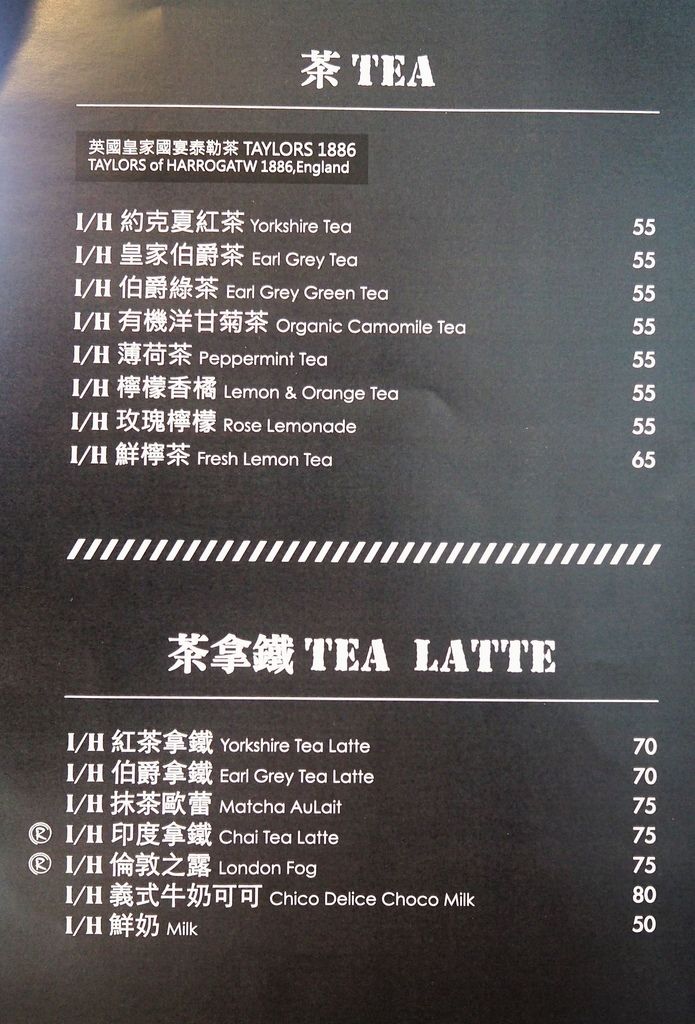 茶 TEA
英國皇家國宴泰勒茶 TAYLORS 1886
TAYLORS of HARROGATW 1886,England
I/H 約克夏紅茶 Yorkshire Tea 55
I/H 皇家伯爵茶 Earl Grey Tea 55
I/H 伯爵綠茶 Earl Grey Green Tea 55
I/H 有機洋甘菊茶 Organic Camomile Tea 55
I/H 薄荷茶 Peppermint Tea 55
I/H 檸檬香橘 Lemon & Orange Tea 55
I/H 玫瑰檸檬 Rose Lemonade 55
I/H 鮮檸茶 Fresh Lemon Tea 65
茶拿鐵 TEA LATTE
I/H 紅茶拿鐵 Yorkshire Tea Latte 70
I/H 伯爵拿鐵 Earl Grey Tea Latte 70
I/H 抹茶歐蕾 Matcha AuLait 75
® I/H 印度拿鐵 Chai Tea Latte 75
® I/H 倫敦之露 London Fog 75
I/H 義式牛奶可可 Chico Delice Choco Milk 80
I/H 鮮奶 Milk 50